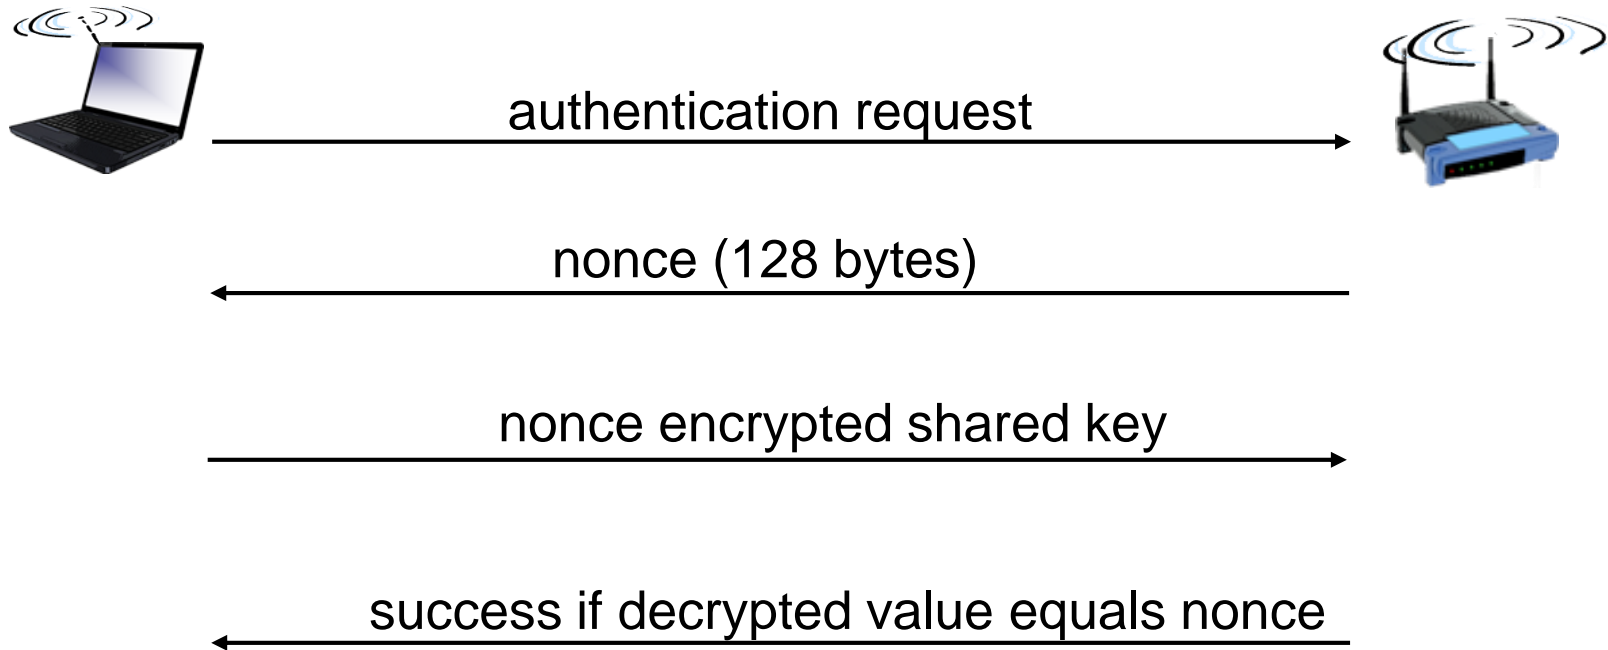 authentication request
nonce (128 bytes)
nonce encrypted shared key
success if decrypted value equals nonce